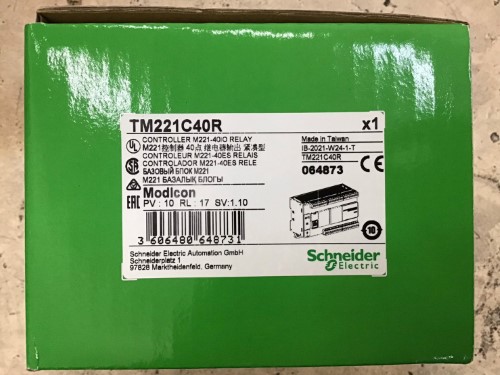 TM221C40R x1
CONTROLLER M221-40IO RELAY
M221控制器 40点 继电器输出 紧凑型
CONTROLEUR M221-40ES RELAIS
CONTROLADOR M221-40ES RELE
БАЗОВЫЙ БЛОК M221
M221 БАЗАЛЫҚ БЛОГЫ
Made in Taiwan
IB-2021-W24-1-T
TM221C40R
064873
CE
UL
EAC
Modicon
PV : 10 RL : 17 SV:1.10
3 606480 648731
10
Schneider Electric Automation GmbH
Schneiderplatz 1
97828 Marktheidenfeld, Germany
Schneider
Electric